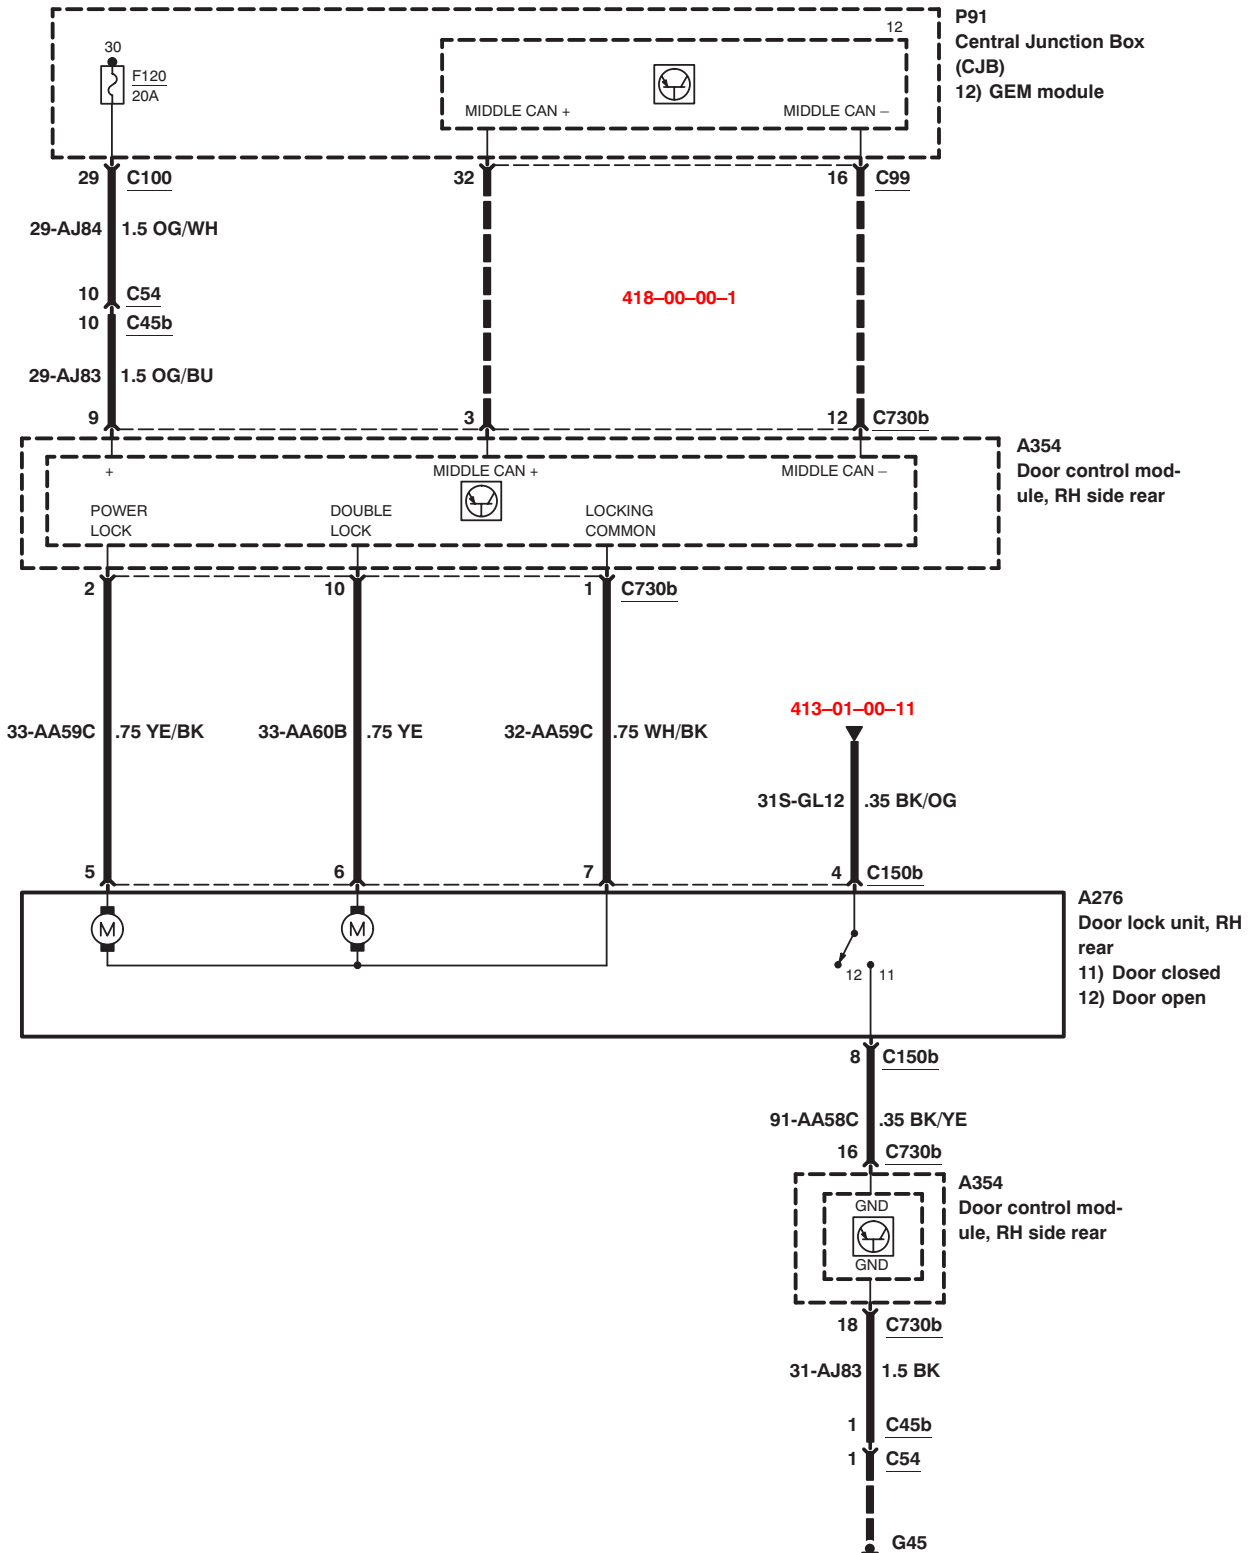 P91
Central Junction Box
(CJB)
12) GEM module
12
30
F120
20A
MIDDLE CAN +
MIDDLE CAN –
29 C100
32
16 C99
29-AJ84 1.5 OG/WH
418–00–00–1
10 C54
10 C45b
29-AJ83 1.5 OG/BU
9
3
12 C730b
A354
Door control mod-
ule, RH side rear
+
MIDDLE CAN +
MIDDLE CAN –
POWER
LOCK
DOUBLE
LOCK
LOCKING
COMMON
2
10
1 C730b
413–01–00–11
33-AA59C .75 YE/BK
33-AA60B .75 YE
32-AA59C .75 WH/BK
31S-GL12 .35 BK/OG
5
6
7
4 C150b
A276
Door lock unit, RH
rear
11) Door closed
12) Door open
M
M
12 11
8 C150b
91-AA58C .35 BK/YE
16 C730b
A354
Door control mod-
ule, RH side rear
GND
GND
18 C730b
31-AJ83 1.5 BK
1 C45b
1 C54
G45